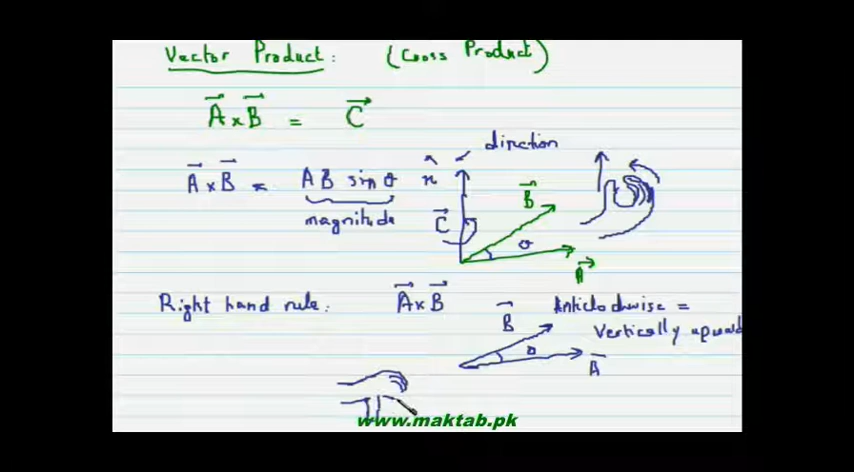 Vector Product: (Cross Product)
A⃗ × B⃗ = C⃗
direction
A⃗ × B⃗ = AB sin θ n̂
magnitude
C⃗
B⃗
θ
A⃗
Right hand rule: A⃗ × B⃗
Anticlockwise =
Vertically upward
B⃗
θ
A⃗
www.maktab.pk